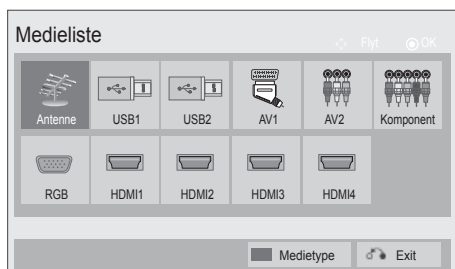 Medieliste
Flyt OK
Antenne USB1 USB2 AV1 AV2 Komponent
RGB HDMI1 HDMI2 HDMI3 HDMI4
Medietype Exit